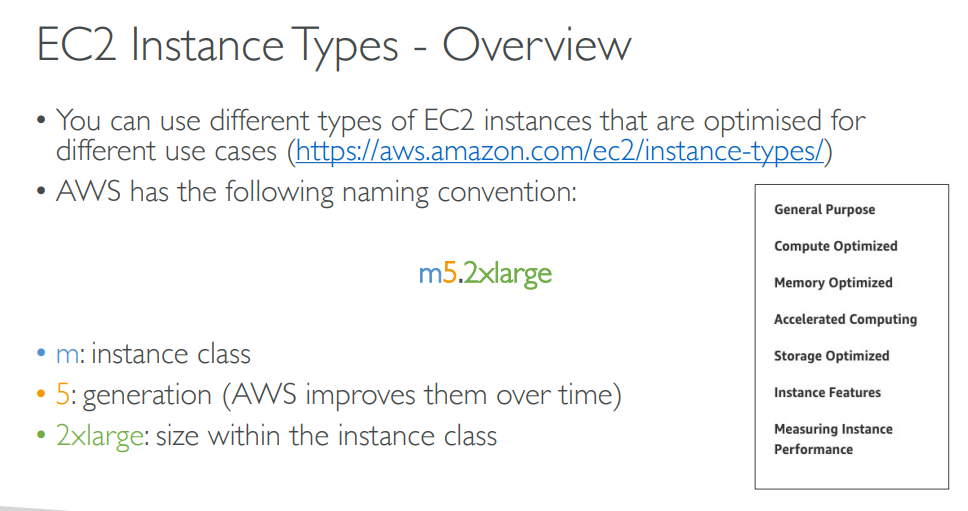 EC2 Instance Types - Overview
• You can use different types of EC2 instances that are optimised for
different use cases (https://aws.amazon.com/ec2/instance-types/)
• AWS has the following naming convention:
m5.2xlarge
• m: instance class
• 5: generation (AWS improves them over time)
• 2xlarge: size within the instance class
General Purpose
Compute Optimized
Memory Optimized
Accelerated Computing
Storage Optimized
Instance Features
Measuring Instance
Performance